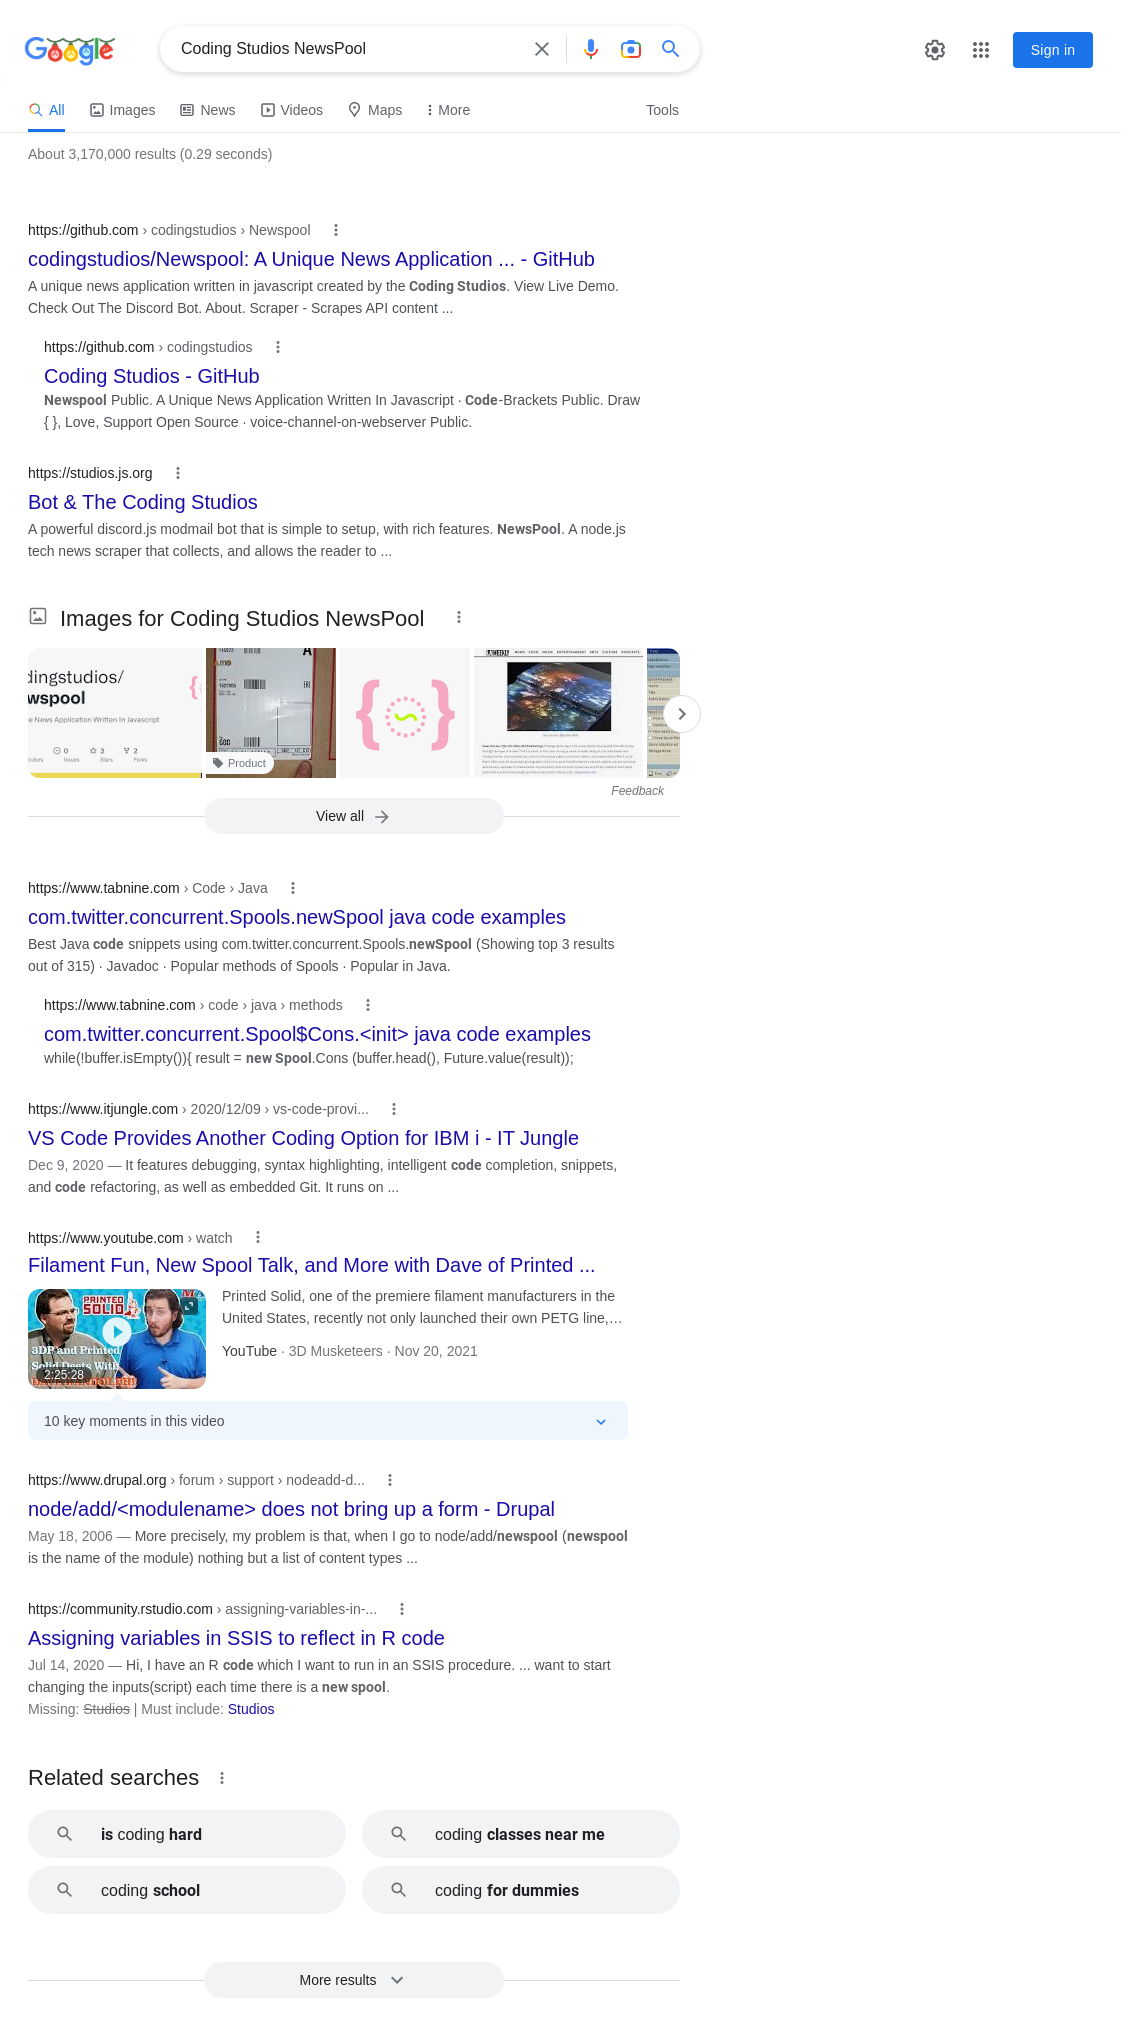 Google
Coding Studios NewsPool
Sign in
All
Images
News
Videos
Maps
More
Tools
About 3,170,000 results (0.29 seconds)
https://github.com › codingstudios › Newspool
codingstudios/Newspool: A Unique News Application ... - GitHub
A unique news application written in javascript created by the Coding Studios. View Live Demo.
Check Out The Discord Bot. About. Scraper - Scrapes API content ...
https://github.com › codingstudios
Coding Studios - GitHub
Newspool Public. A Unique News Application Written In Javascript · Code-Brackets Public. Draw
{ }, Love, Support Open Source · voice-channel-on-webserver Public.
https://studios.js.org
Bot & The Coding Studios
A powerful discord.js modmail bot that is simple to setup, with rich features. NewsPool. A node.js
tech news scraper that collects, and allows the reader to ...
Images for Coding Studios NewsPool
dingstudios/
wspool
e News Application Written In Javascript
0
3
2
utors
Issues
Stars
Forks
Product
Feedback
View all
https://www.tabnine.com › Code › Java
com.twitter.concurrent.Spools.newSpool java code examples
Best Java code snippets using com.twitter.concurrent.Spools.newSpool (Showing top 3 results
out of 315) · Javadoc · Popular methods of Spools · Popular in Java.
https://www.tabnine.com › code › java › methods
com.twitter.concurrent.Spool$Cons.<init> java code examples
while(!buffer.isEmpty()){ result = new Spool.Cons (buffer.head(), Future.value(result));
https://www.itjungle.com › 2020/12/09 › vs-code-provi...
VS Code Provides Another Coding Option for IBM i - IT Jungle
Dec 9, 2020 — It features debugging, syntax highlighting, intelligent code completion, snippets,
and code refactoring, as well as embedded Git. It runs on ...
https://www.youtube.com › watch
Filament Fun, New Spool Talk, and More with Dave of Printed ...
PRINTED
SOLID
3DP and Printed
Solid Deets With
2:25:28
Printed Solid, one of the premiere filament manufacturers in the
United States, recently not only launched their own PETG line,...
YouTube · 3D Musketeers · Nov 20, 2021
10 key moments in this video
https://www.drupal.org › forum › support › nodeadd-d...
node/add/<modulename> does not bring up a form - Drupal
May 18, 2006 — More precisely, my problem is that, when I go to node/add/newspool (newspool
is the name of the module) nothing but a list of content types ...
https://community.rstudio.com › assigning-variables-in-...
Assigning variables in SSIS to reflect in R code
Jul 14, 2020 — Hi, I have an R code which I want to run in an SSIS procedure. ... want to start
changing the inputs(script) each time there is a new spool.
Missing: Studios | Must include: Studios
Related searches
is coding hard
coding classes near me
coding school
coding for dummies
More results